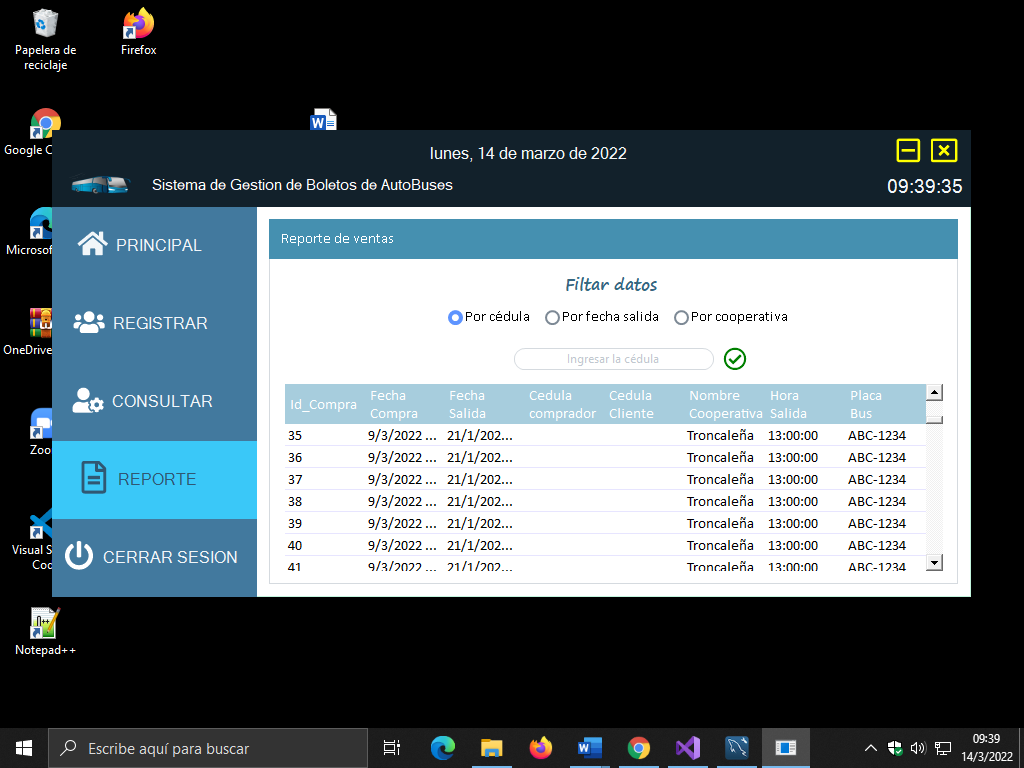 Papelera de
reciclaje
Firefox
Google C
Microsof
OneDrive
Zoo
Visual S
Coc
Notepad++
lunes, 14 de marzo de 2022
Sistema de Gestion de Boletos de AutoBuses
09:39:35
PRINCIPAL
REGISTRAR
CONSULTAR
REPORTE
CERRAR SESION
Reporte de ventas
Filtar datos
Por cédula Por fecha salida Por cooperativa
Ingresar la cédula
Id_Compra Fecha Compra Fecha Salida Cedula comprador Cedula Cliente Nombre Cooperativa Hora Salida Placa Bus
35 9/3/2022 ... 21/1/202... Troncaleña 13:00:00 ABC-1234
36 9/3/2022 ... 21/1/202... Troncaleña 13:00:00 ABC-1234
37 9/3/2022 ... 21/1/202... Troncaleña 13:00:00 ABC-1234
38 9/3/2022 ... 21/1/202... Troncaleña 13:00:00 ABC-1234
39 9/3/2022 ... 21/1/202... Troncaleña 13:00:00 ABC-1234
40 9/3/2022 ... 21/1/202... Troncaleña 13:00:00 ABC-1234
41 9/3/2022 ... 21/1/202... Troncaleña 13:00:00 ABC-1234
Escribe aquí para buscar
09:39
14/3/2022